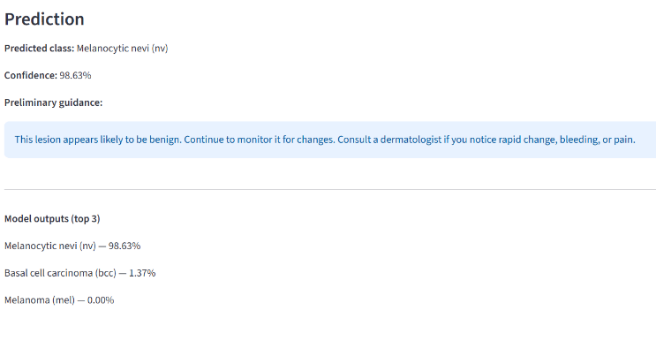 Prediction
Predicted class: Melanocytic nevi (nv)
Confidence: 98.63%
Preliminary guidance:
This lesion appears likely to be benign. Continue to monitor it for changes. Consult a dermatologist if you notice rapid change, bleeding, or pain.
Model outputs (top 3)
Melanocytic nevi (nv) — 98.63%
Basal cell carcinoma (bcc) — 1.37%
Melanoma (mel) — 0.00%